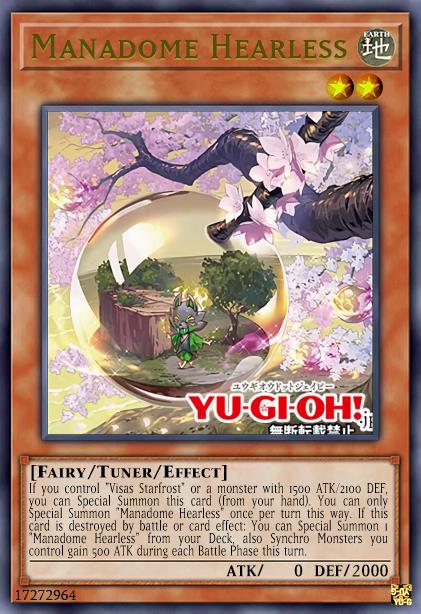 MANADOME HEARLESS
EARTH
地
ユウギオウドットジェイピー
YU-GI-OH!
無断転載禁止
[FAIRY/TUNER/EFFECT]
If you control "Visas Starfrost" or a monster with 1500 ATK/2100 DEF,
you can Special Summon this card (from your hand). You can only
Special Summon "Manadome Hearless" once per turn this way. If this
card is destroyed by battle or card effect: You can Special Summon 1
"Manadome Hearless" from your Deck, also Synchro Monsters you
control gain 500 ATK during each Battle Phase this turn.
ATK/ 0 DEF/2000
17272964